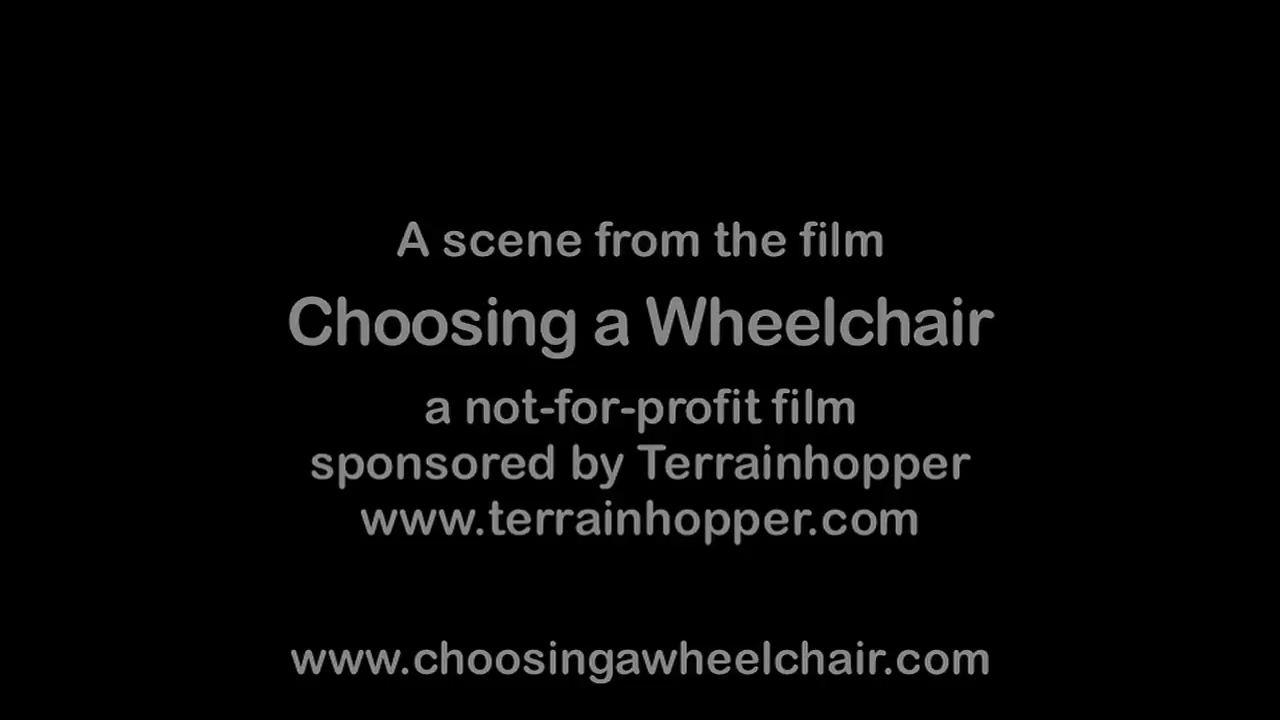 A scene from the film
Choosing a Wheelchair
a not-for-profit film
sponsored by Terrainhopper
www.terrainhopper.com
www.choosingawheelchair.com